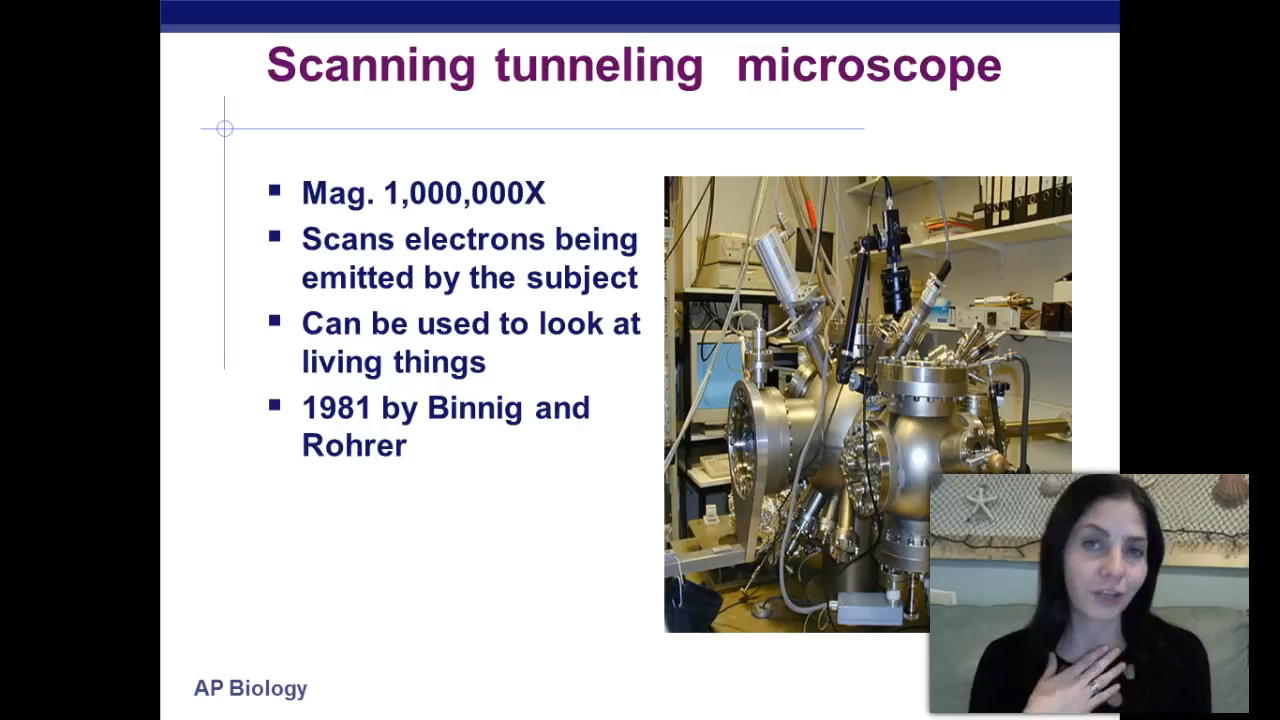 Scanning tunneling microscope
Mag. 1,000,000X
Scans electrons being
emitted by the subject
Can be used to look at
living things
1981 by Binnig and
Rohrer
AP Biology